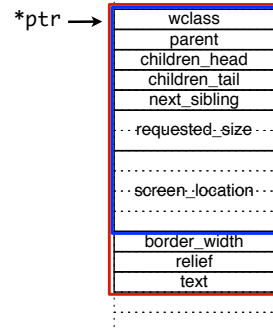 *ptr
wclass
parent
children_head
children_tail
next_sibling
requested_size
screen_location
border_width
relief
text